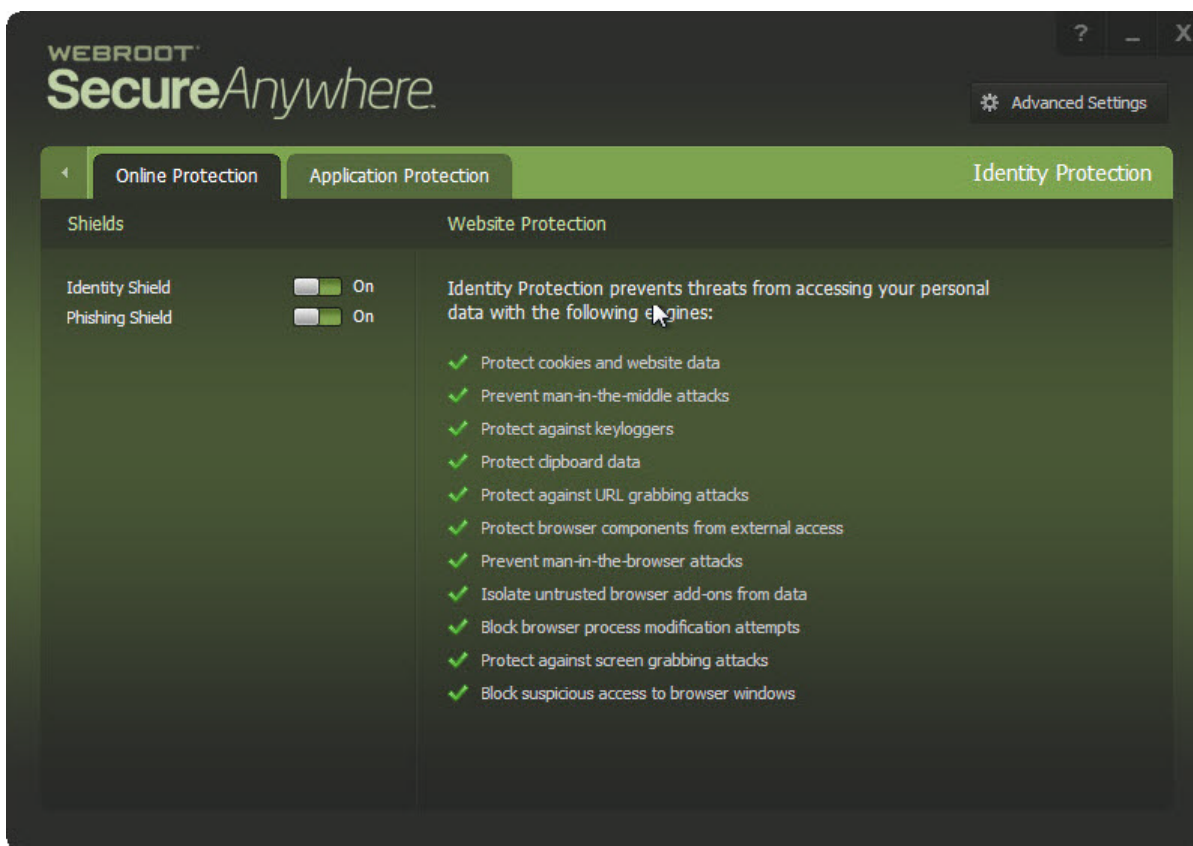 ? _ X
WEBROOT
SecureAnywhere.
Advanced Settings
Online Protection
Application Protection
Identity Protection
Shields
Website Protection
Identity Shield On
Phishing Shield On
Identity Protection prevents threats from accessing your personal
data with the following engines:
Protect cookies and website data
Prevent man-in-the-middle attacks
Protect against keyloggers
Protect clipboard data
Protect against URL grabbing attacks
Protect browser components from external access
Prevent man-in-the-browser attacks
Isolate untrusted browser add-ons from data
Block browser process modification attempts
Protect against screen grabbing attacks
Block suspicious access to browser windows